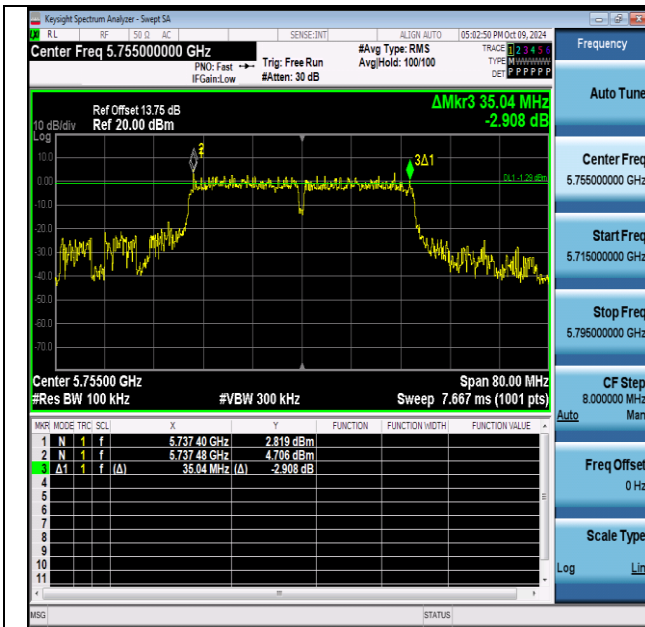 Keysight Spectrum Analyzer - Swept SA
LXI RL RF 50 Ω AC SENSE:INT ALIGN AUTO 05:02:50 PM Oct 09, 2024
Center Freq 5.755000000 GHz
PNO: Fast
IFGain:Low
Trig: Free Run
#Atten: 30 dB
#Avg Type: RMS
Avg|Hold: 100/100
TRACE 1 2 3 4 5 6
TYPE M WWWWW
DET P P P P P P
Ref Offset 13.75 dB
Ref 20.00 dBm
10 dB/div
Log
ΔMkr3 35.04 MHz
-2.908 dB
10.0
0.00
-10.0
-20.0
-30.0
-40.0
-50.0
-60.0
-70.0
2
3Δ1
DL1 -1.29 dBm
Center 5.75500 GHz
Span 80.00 MHz
#Res BW 100 kHz
#VBW 300 kHz
Sweep 7.667 ms (1001 pts)
MKR MODE TRC SCL X Y FUNCTION FUNCTION WIDTH FUNCTION VALUE
1 N 1 f 5.737 40 GHz 2.819 dBm
2 N 1 f 5.737 48 GHz 4.706 dBm
3 Δ1 1 f (Δ) 35.04 MHz (Δ) -2.908 dB
4
5
6
7
8
9
10
11
MSG
STATUS
Frequency
Auto Tune
Center Freq
5.755000000 GHz
Start Freq
5.715000000 GHz
Stop Freq
5.795000000 GHz
CF Step
8.000000 MHz
Auto Man
Freq Offset
0 Hz
Scale Type
Log Lin